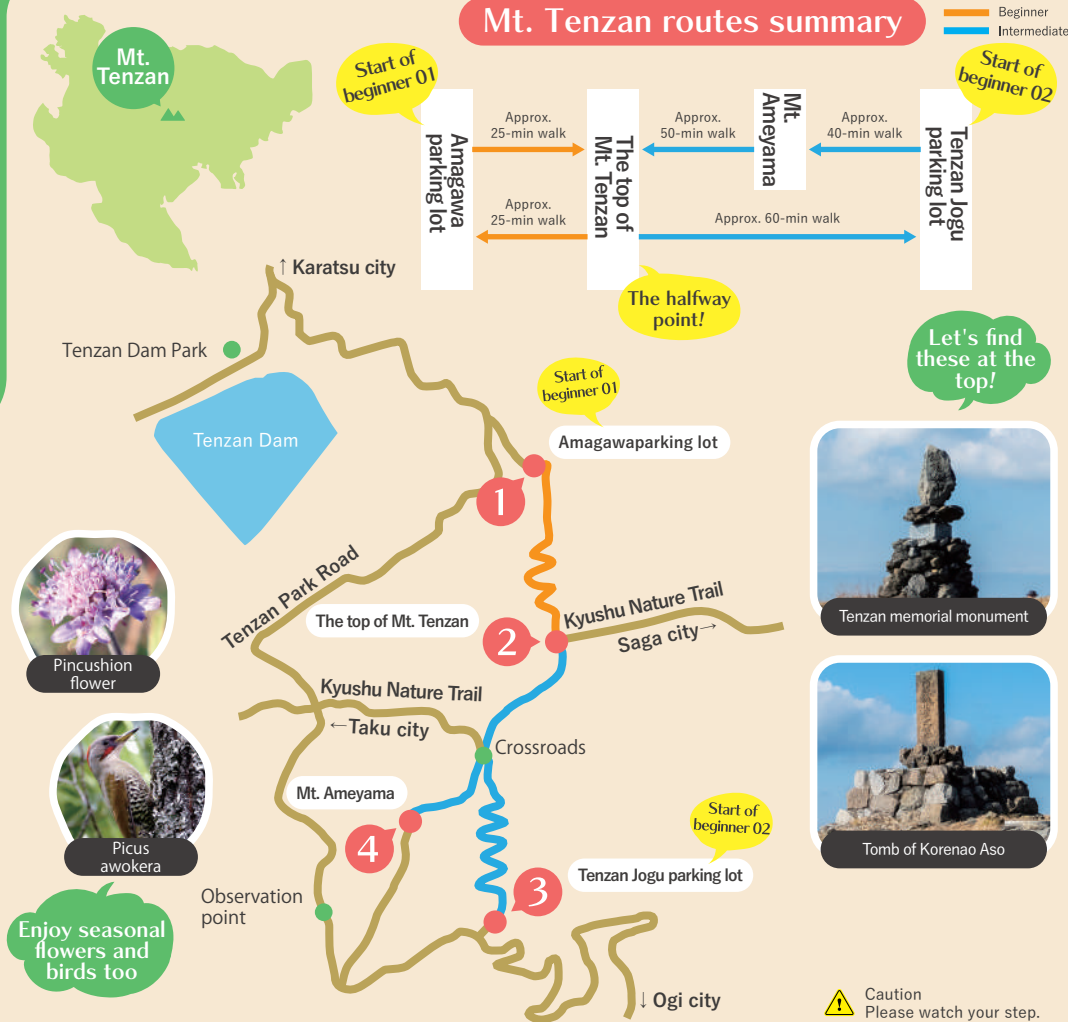 Mt. Tenzan routes summary
Beginner
Intermediate
Mt.
Tenzan
Start of
beginner 01
Start of
beginner 02
Amagawa
parking lot
Approx.
25-min walk
The top of
Mt. Tenzan
Approx.
50-min walk
Mt.
Ameyama
Approx.
40-min walk
Tenzan Jogu
parking lot
Approx.
25-min walk
Approx. 60-min walk
The halfway
point!
↑ Karatsu city
Tenzan Dam Park
Tenzan Dam
Start of
beginner 01
Amagawaparking lot
1
Let's find
these at the
top!
Tenzan memorial monument
Tenzan Park Road
The top of Mt. Tenzan
2
Kyushu Nature Trail
Saga city→
Pincushion
flower
Kyushu Nature Trail
←Taku city
Crossroads
Mt. Ameyama
4
Start of
beginner 02
3
Tenzan Jogu parking lot
Tomb of Korenao Aso
Picus
awokera
Observation
point
Enjoy seasonal
flowers and
birds too
↓ Ogi city
Caution
Please watch your step.